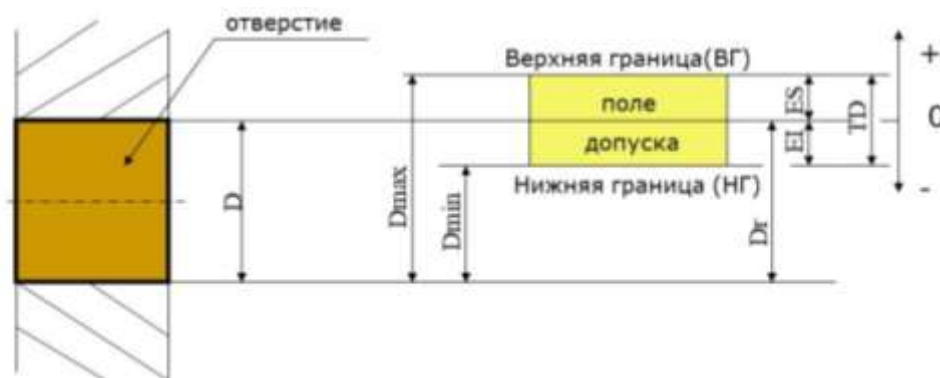 отверстие
Верхняя граница(ВГ)
поле
допуска
Нижняя граница (НГ)
D
Dmax
Dmin
Dr
ES
EI
TD
+
0
-